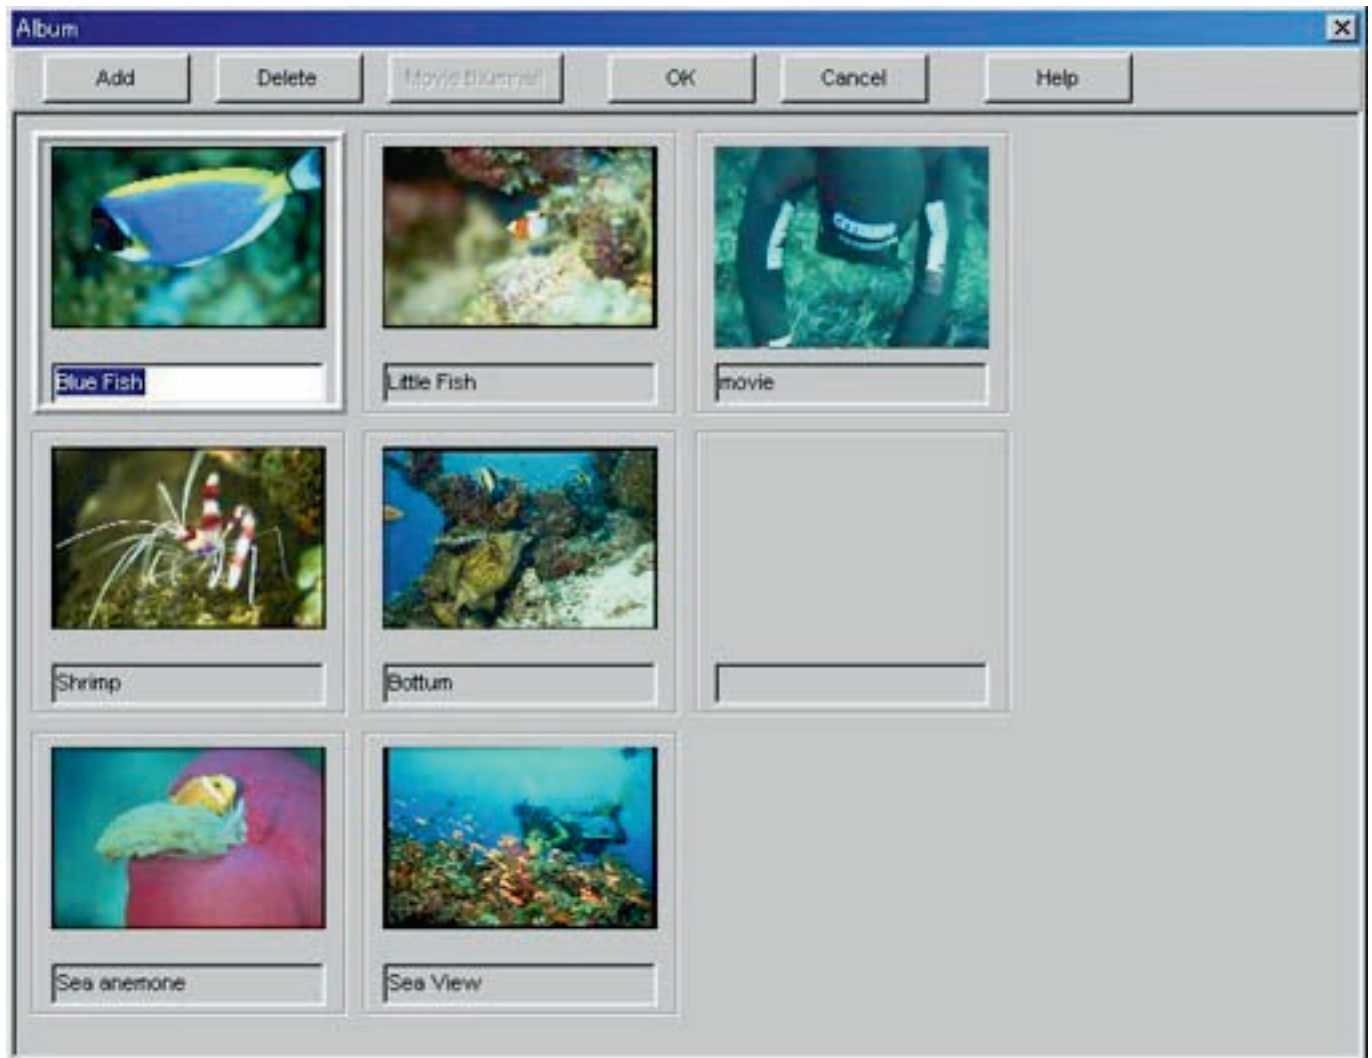 Album
Add
Delete
OK
Cancel
Help
Blue Fish
Little Fish
movie
Shrimp
Bottum
Sea anemone
Sea View